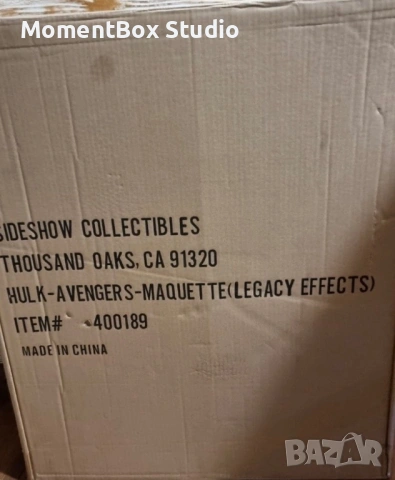 MomentBox Studio
SIDESHOW COLLECTIBLES
THOUSAND OAKS, CA 91320
HULK-AVENGERS-MAQUETTE(LEGACY EFFECTS)
ITEM# 400189
MADE IN CHINA
BAZAR